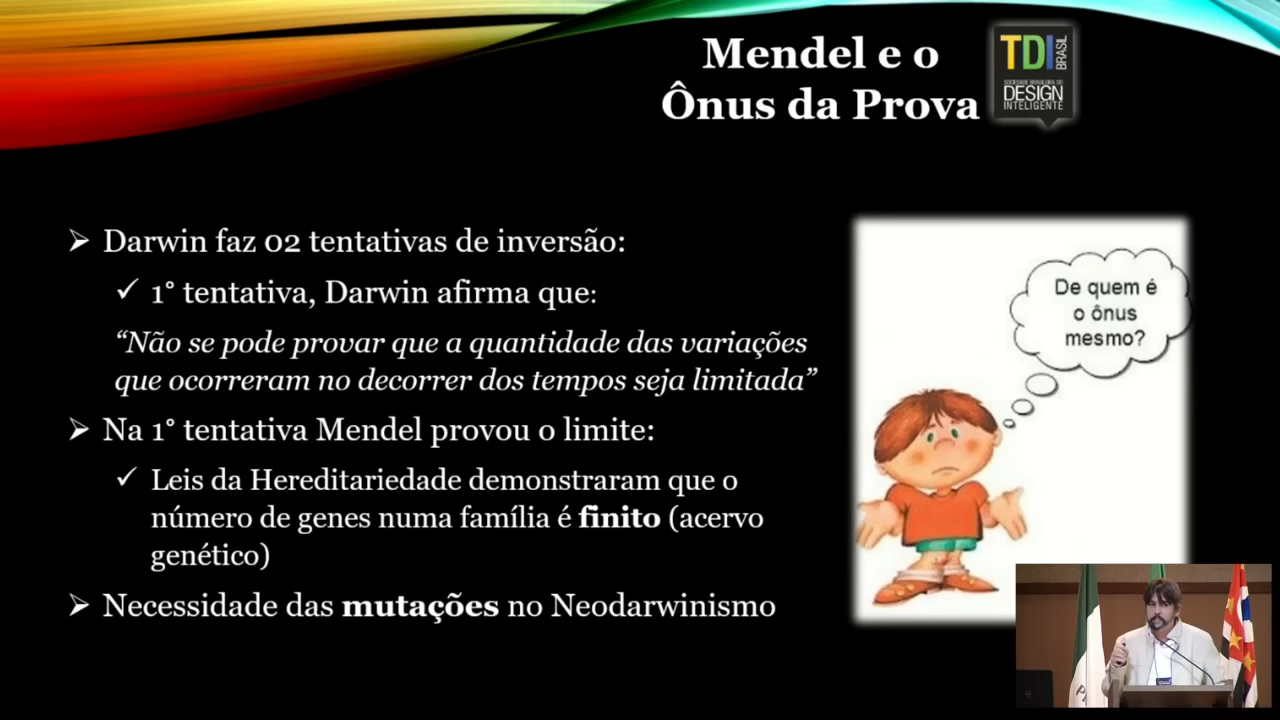 Mendel e o
Ônus da Prova
TDI
BRASIL
SOCIEDADE BRASILEIRA DO
DESIGN
INTELIGENTE
➢ Darwin faz 02 tentativas de inversão:
✓ 1° tentativa, Darwin afirma que:
“Não se pode provar que a quantidade das variações
que ocorreram no decorrer dos tempos seja limitada”
➢ Na 1° tentativa Mendel provou o limite:
✓ Leis da Hereditariedade demonstraram que o
número de genes numa família é finito (acervo
genético)
➢ Necessidade das mutações no Neodarwinismo
De quem é
o ônus
mesmo?